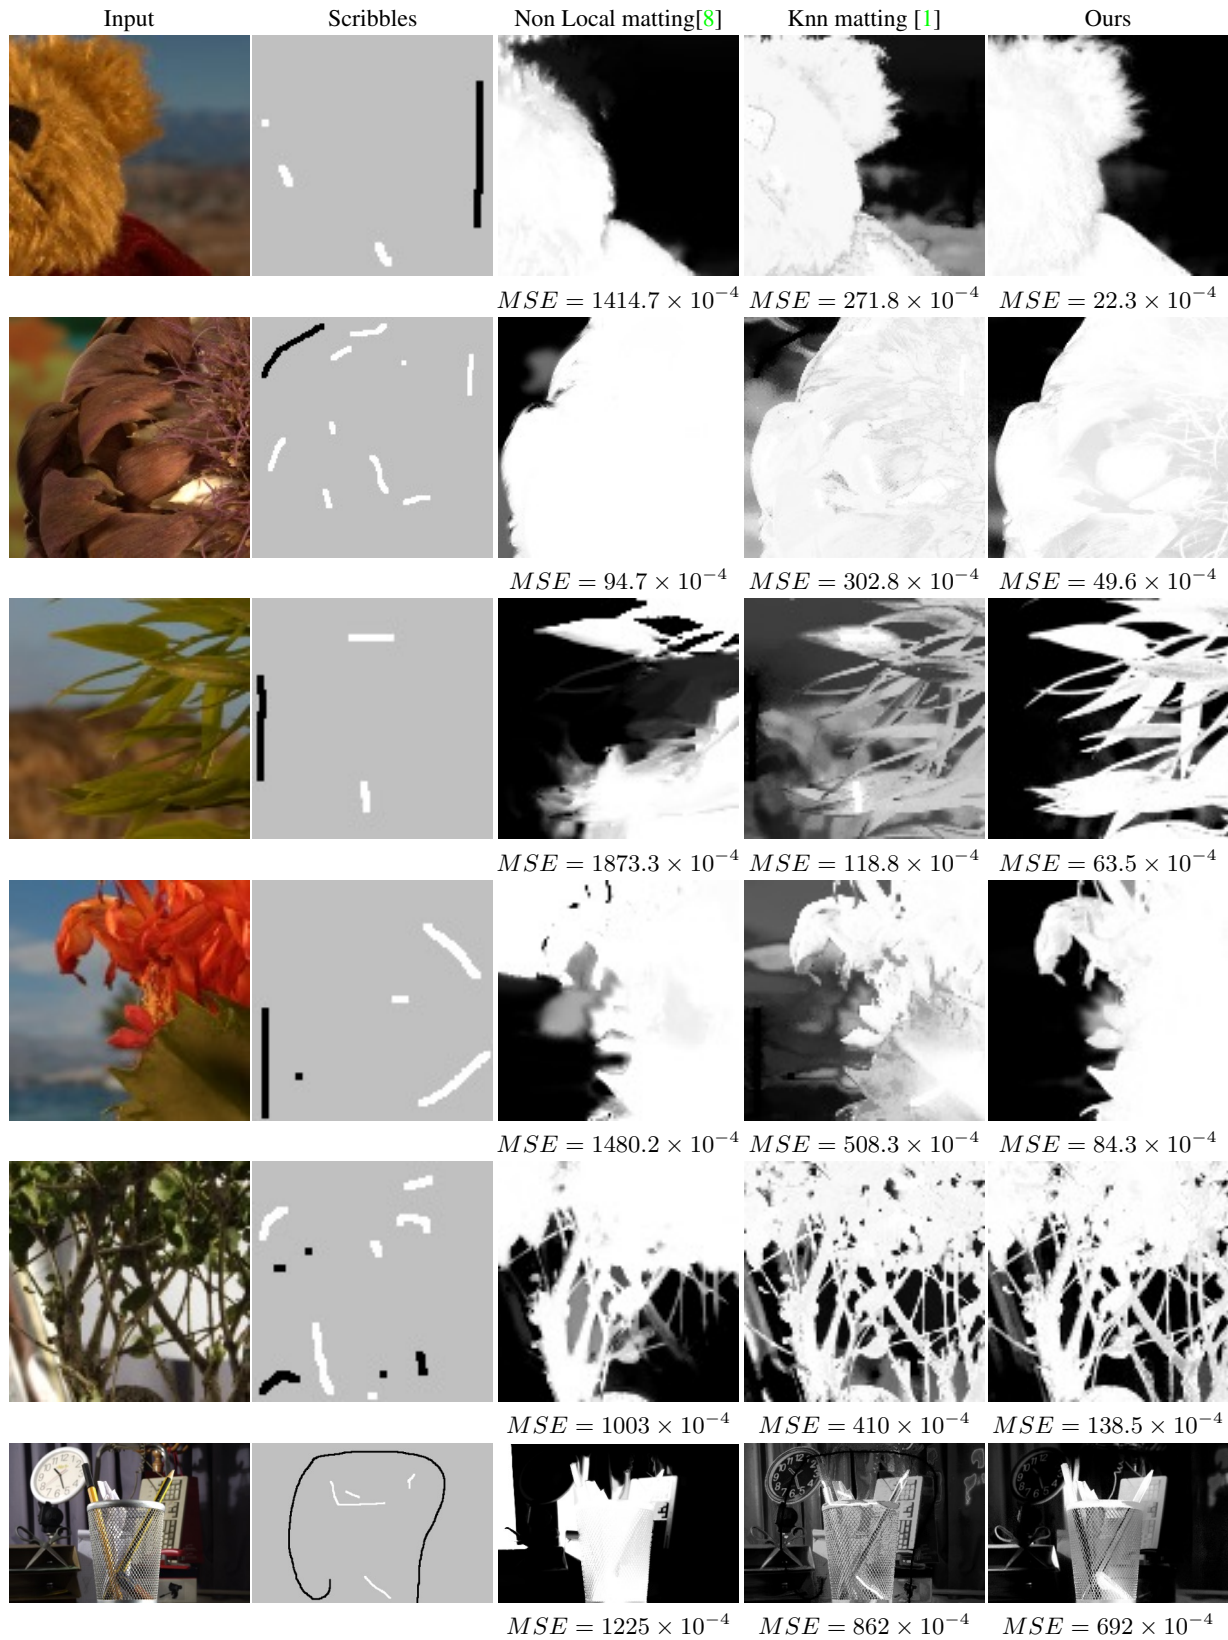 Input Scribbles Non Local matting[8] Knn matting [1] Ours
MSE = 1414.7 × 10⁻⁴ MSE = 271.8 × 10⁻⁴ MSE = 22.3 × 10⁻⁴
MSE = 94.7 × 10⁻⁴ MSE = 302.8 × 10⁻⁴ MSE = 49.6 × 10⁻⁴
MSE = 1873.3 × 10⁻⁴ MSE = 118.8 × 10⁻⁴ MSE = 63.5 × 10⁻⁴
MSE = 1480.2 × 10⁻⁴ MSE = 508.3 × 10⁻⁴ MSE = 84.3 × 10⁻⁴
MSE = 1003 × 10⁻⁴ MSE = 410 × 10⁻⁴ MSE = 138.5 × 10⁻⁴
MSE = 1225 × 10⁻⁴ MSE = 862 × 10⁻⁴ MSE = 692 × 10⁻⁴